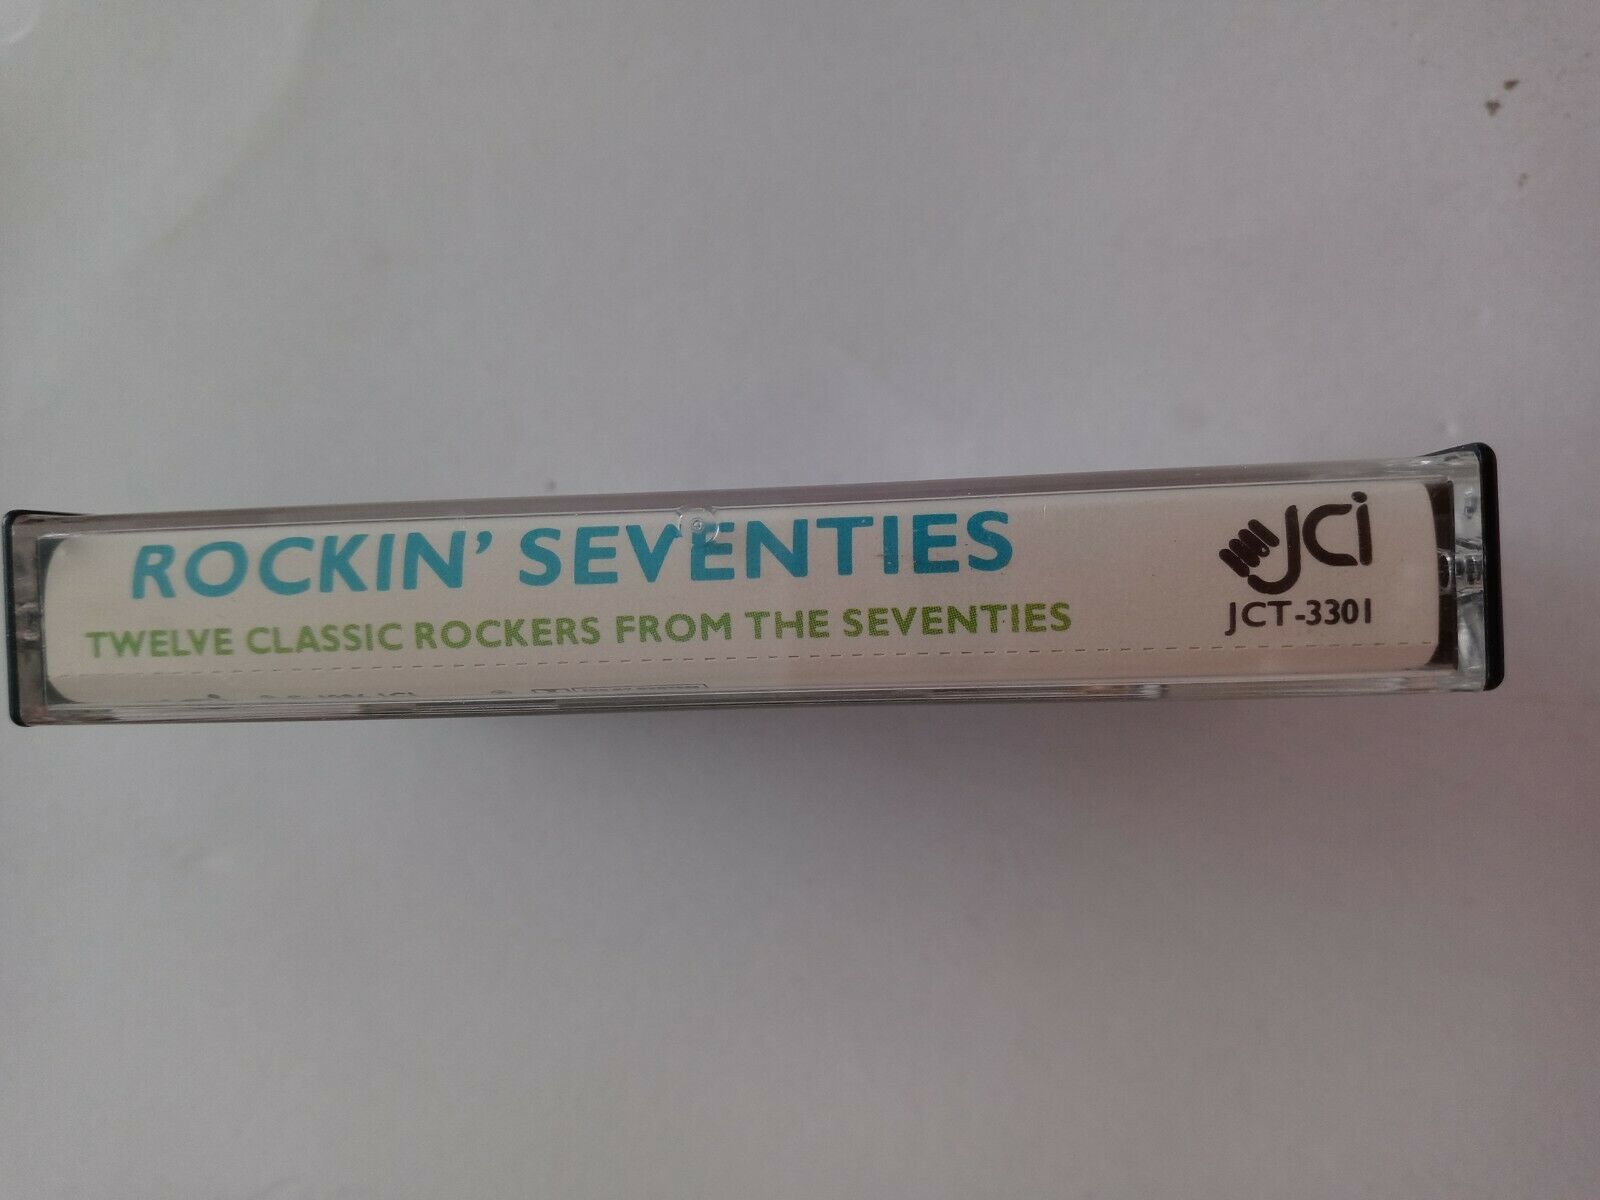 ROCKIN' SEVENTIES
TWELVE CLASSIC ROCKERS FROM THE SEVENTIES
JCi
JCT-3301